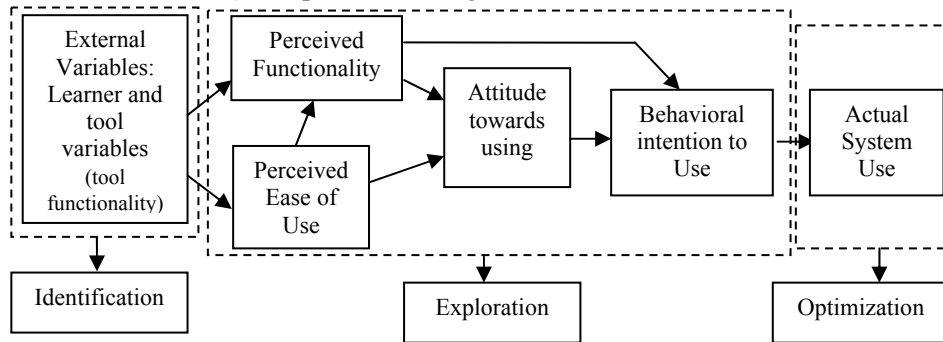 External
Variables:
Learner and
tool
variables
(tool
functionality)
Perceived
Functionality
Perceived
Ease of
Use
Attitude
towards
using
Behavioral
intention to
Use
Actual
System
Use
Identification
Exploration
Optimization